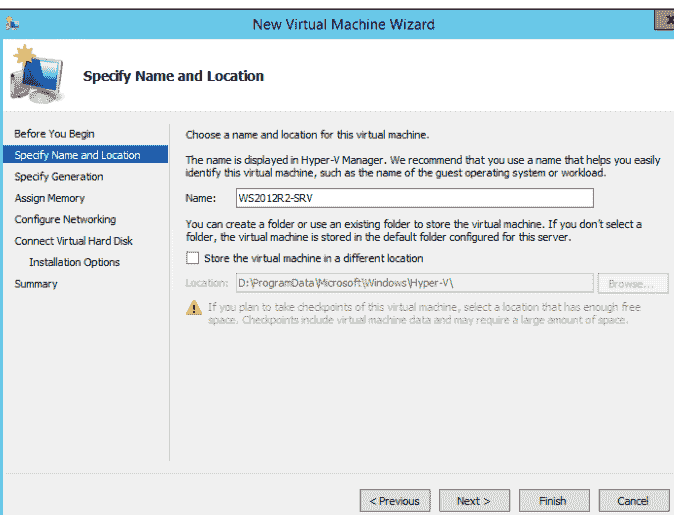 New Virtual Machine Wizard
Specify Name and Location
Before You Begin
Specify Name and Location
Specify Generation
Assign Memory
Configure Networking
Connect Virtual Hard Disk
Installation Options
Summary
Choose a name and location for this virtual machine.
The name is displayed in Hyper-V Manager. We recommend that you use a name that helps you easily
identify this virtual machine, such as the name of the guest operating system or workload.
Name: WS2012R2-SRV
You can create a folder or use an existing folder to store the virtual machine. If you don't select a
folder, the virtual machine is stored in the default folder configured for this server.
Store the virtual machine in a different location
Location: D:\ProgramData\Microsoft\Windows\Hyper-V\ Browse...
If you plan to take checkpoints of this virtual machine, select a location that has enough free
space. Checkpoints include virtual machine data and may require a large amount of space.
< Previous Next > Finish Cancel